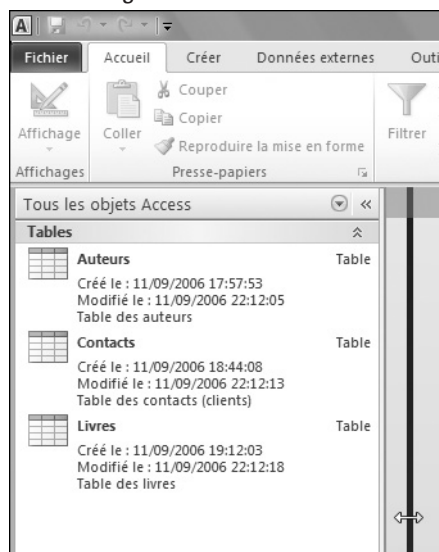 A
Fichier Accueil Créer Données externes Outi
Couper
Copier
Affichage Coller Reproduire la mise en forme Filtrer
Affichages Presse-papiers
Tous les objets Access
Tables
Auteurs Table
Créé le : 11/09/2006 17:57:53
Modifié le : 11/09/2006 22:12:05
Table des auteurs
Contacts Table
Créé le : 11/09/2006 18:44:08
Modifié le : 11/09/2006 22:12:13
Table des contacts (clients)
Livres Table
Créé le : 11/09/2006 19:12:03
Modifié le : 11/09/2006 22:12:18
Table des livres